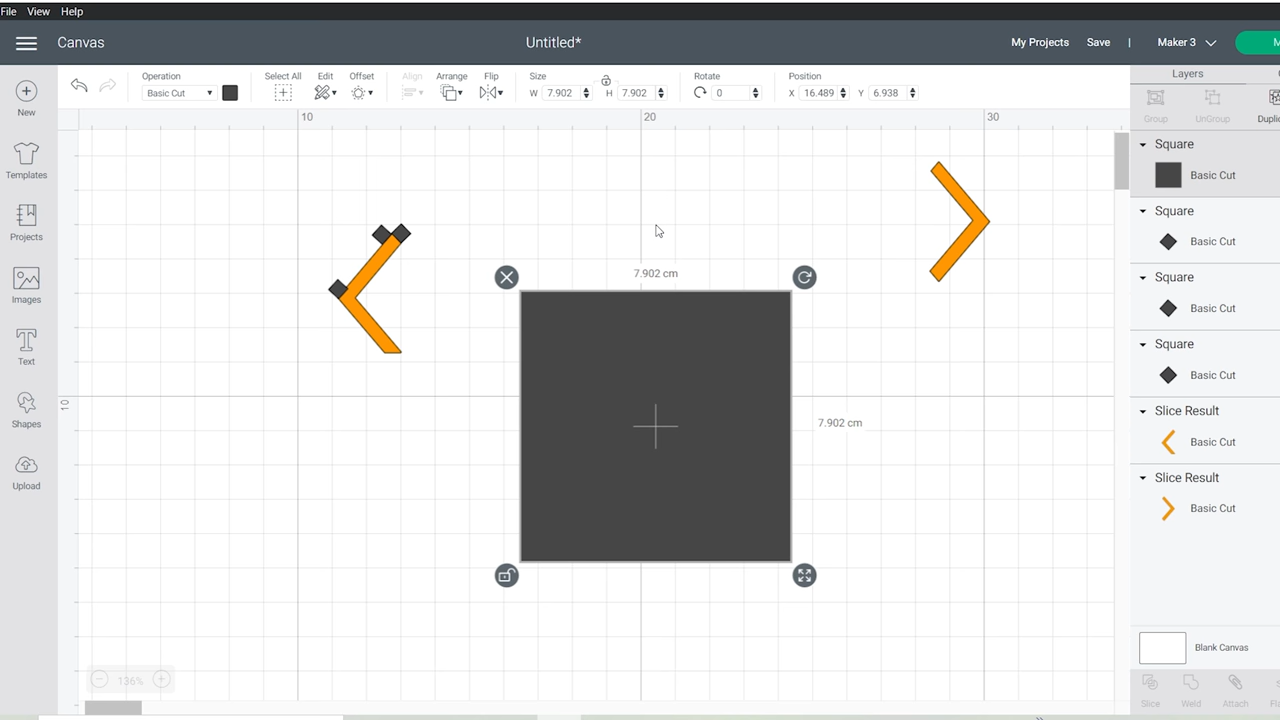 File View Help
Canvas Untitled* My Projects Save | Maker 3
Operation Select All Edit Offset Align Arrange Flip Size Rotate Position
Basic Cut W 7.902 H 7.902 0 X 16.489 Y 6.938
New
Templates
Projects
Images
Text
Shapes
Upload
10 20 30
10
7.902 cm
7.902 cm
136%
Layers
Group UnGroup Duplic
Square
Basic Cut
Square
Basic Cut
Square
Basic Cut
Square
Basic Cut
Slice Result
Basic Cut
Slice Result
Basic Cut
Blank Canvas
Slice Weld Attach Fla